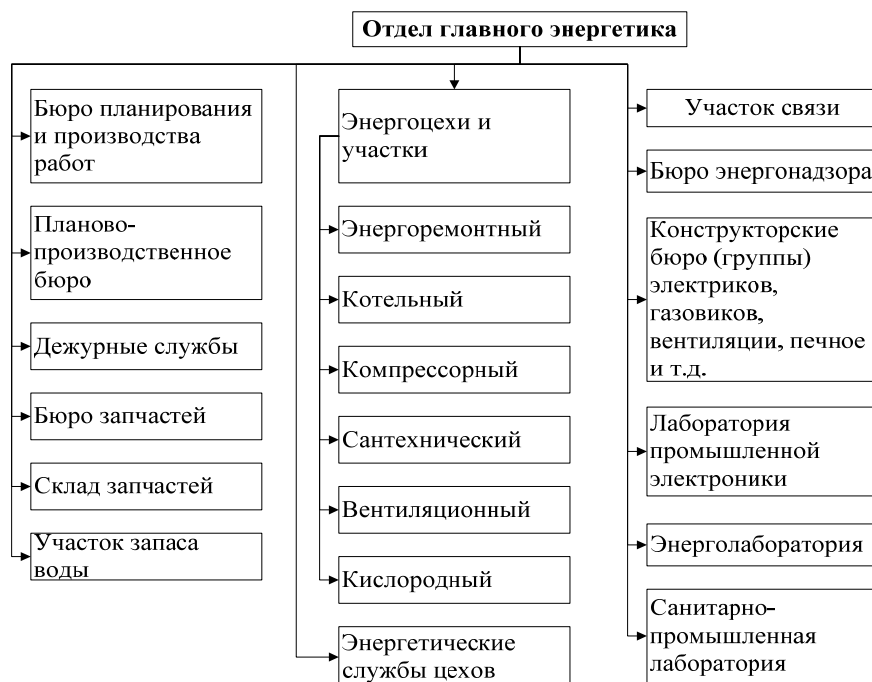 Отдел главного энергетика
Бюро планирования
и производства
работ
Планово-
производственное
бюро
Дежурные службы
Бюро запчастей
Склад запчастей
Участок запаса
воды
Энергоцехи и
участки
Энергоремонтный
Котельный
Компрессорный
Сантехнический
Вентиляционный
Кислородный
Энергетические
службы цехов
Участок связи
Бюро энергонадзора
Конструкторские
бюро (группы)
электриков,
газовиков,
вентиляции, печное
и т.д.
Лаборатория
промышленной
электроники
Энерголаборатория
Санитарно-
промышленная
лаборатория